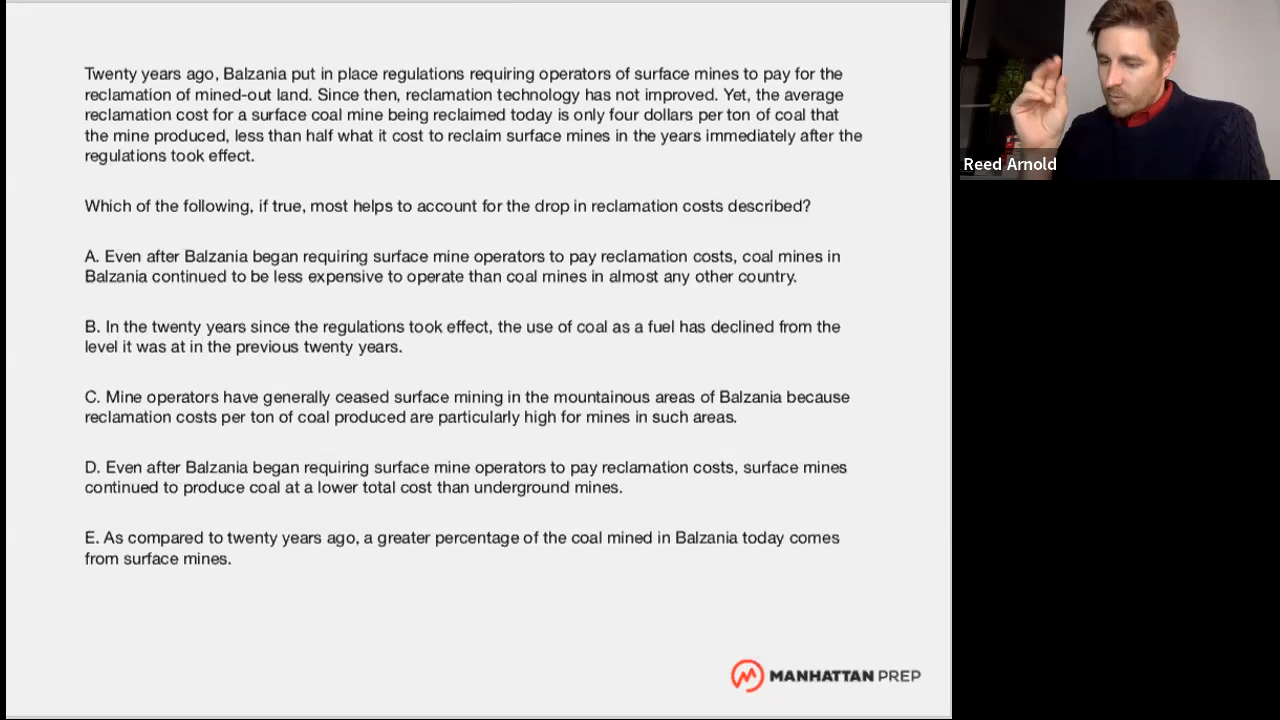 Twenty years ago, Balzania put in place regulations requiring operators of surface mines to pay for the
reclamation of mined-out land. Since then, reclamation technology has not improved. Yet, the average
reclamation cost for a surface coal mine being reclaimed today is only four dollars per ton of coal that
the mine produced, less than half what it cost to reclaim surface mines in the years immediately after the
regulations took effect.
Which of the following, if true, most helps to account for the drop in reclamation costs described?
A. Even after Balzania began requiring surface mine operators to pay reclamation costs, coal mines in
Balzania continued to be less expensive to operate than coal mines in almost any other country.
B. In the twenty years since the regulations took effect, the use of coal as a fuel has declined from the
level it was at in the previous twenty years.
C. Mine operators have generally ceased surface mining in the mountainous areas of Balzania because
reclamation costs per ton of coal produced are particularly high for mines in such areas.
D. Even after Balzania began requiring surface mine operators to pay reclamation costs, surface mines
continued to produce coal at a lower total cost than underground mines.
E. As compared to twenty years ago, a greater percentage of the coal mined in Balzania today comes
from surface mines.
MANHATTAN PREP
Reed Arnold